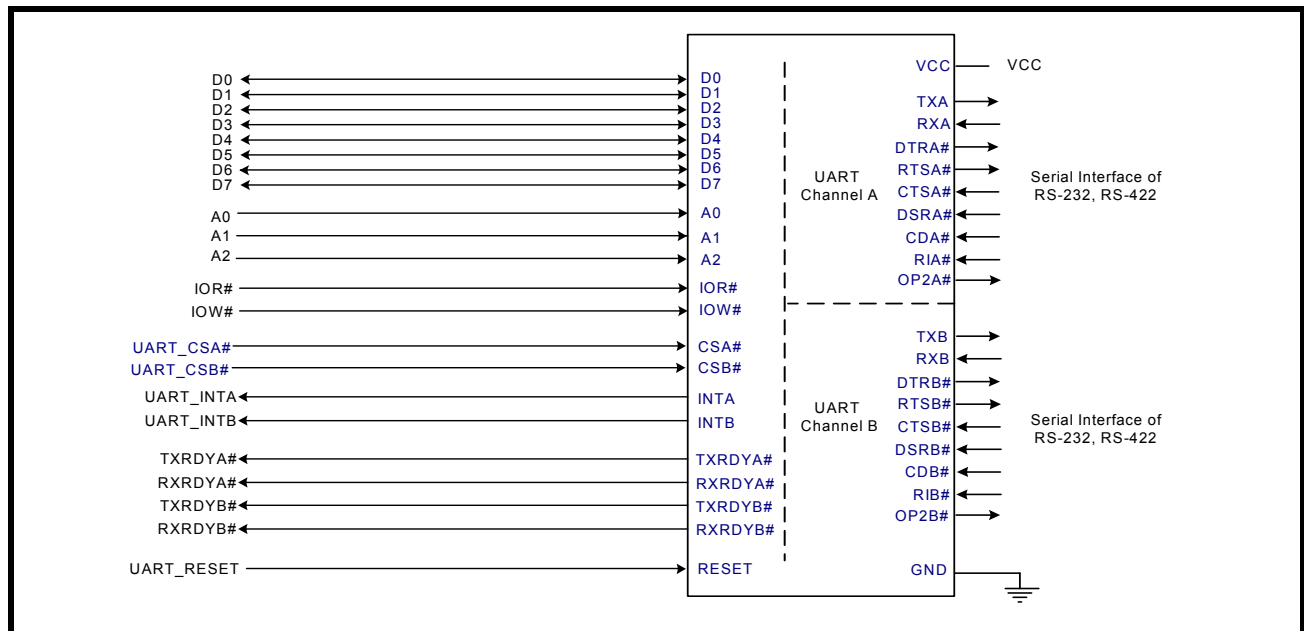 D0
D1
D2
D3
D4
D5
D6
D7
A0
A1
A2
IOR#
IOW#
UART_CSA#
UART_CSB#
UART_INTA
UART_INTB
TXRDYA#
RXRDYA#
TXRDYB#
RXRDYB#
UART_RESET
D0
D1
D2
D3
D4
D5
D6
D7
A0
A1
A2
IOR#
IOW#
CSA#
CSB#
INTA
INTB
TXRDYA#
RXRDYA#
TXRDYB#
RXRDYB#
RESET
UART
Channel A
UART
Channel B
VCC
TXA
RXA
DTRA#
RTSA#
CTSA#
DSRA#
CDA#
RIA#
OP2A#
TXB
RXB
DTRB#
RTSB#
CTSB#
DSRB#
CDB#
RIB#
OP2B#
GND
VCC
Serial Interface of
RS-232, RS-422
Serial Interface of
RS-232, RS-422